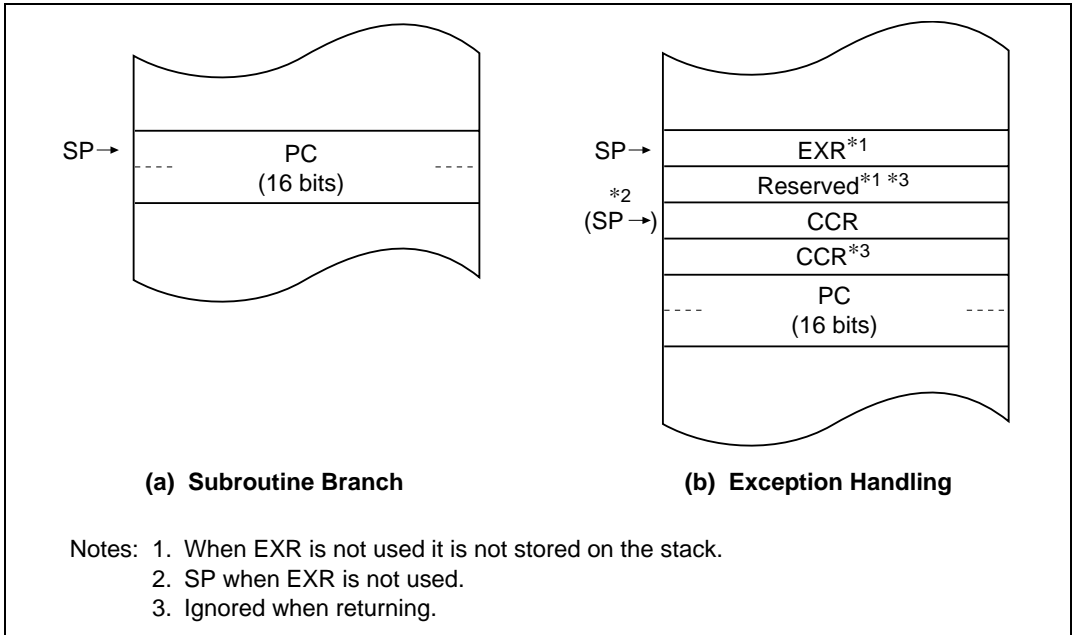 SP→
PC
(16 bits)
(a) Subroutine Branch
SP→
*2
(SP→)
EXR*1
Reserved*1 *3
CCR
CCR*3
PC
(16 bits)
(b) Exception Handling
Notes: 1. When EXR is not used it is not stored on the stack.
2. SP when EXR is not used.
3. Ignored when returning.